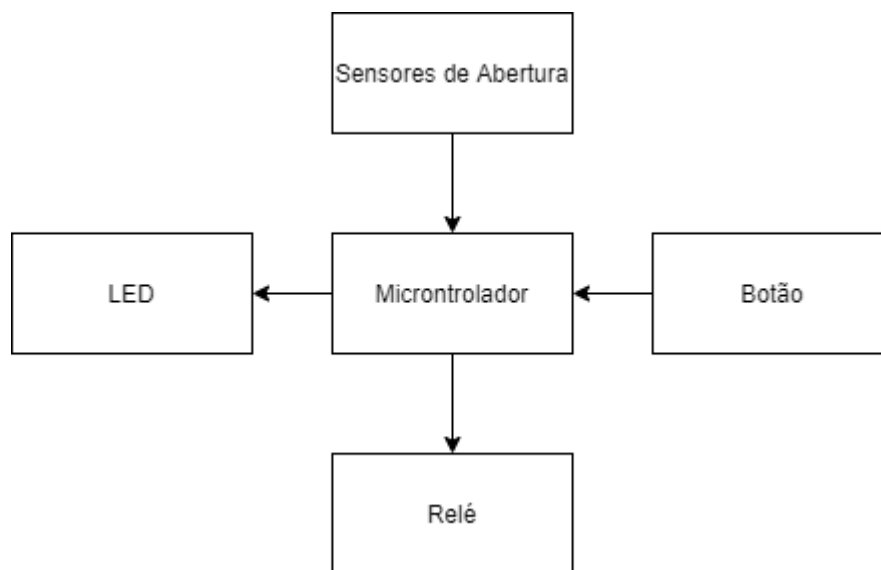 Sensores de Abertura
LED
Microntrolador
Botão
Relé